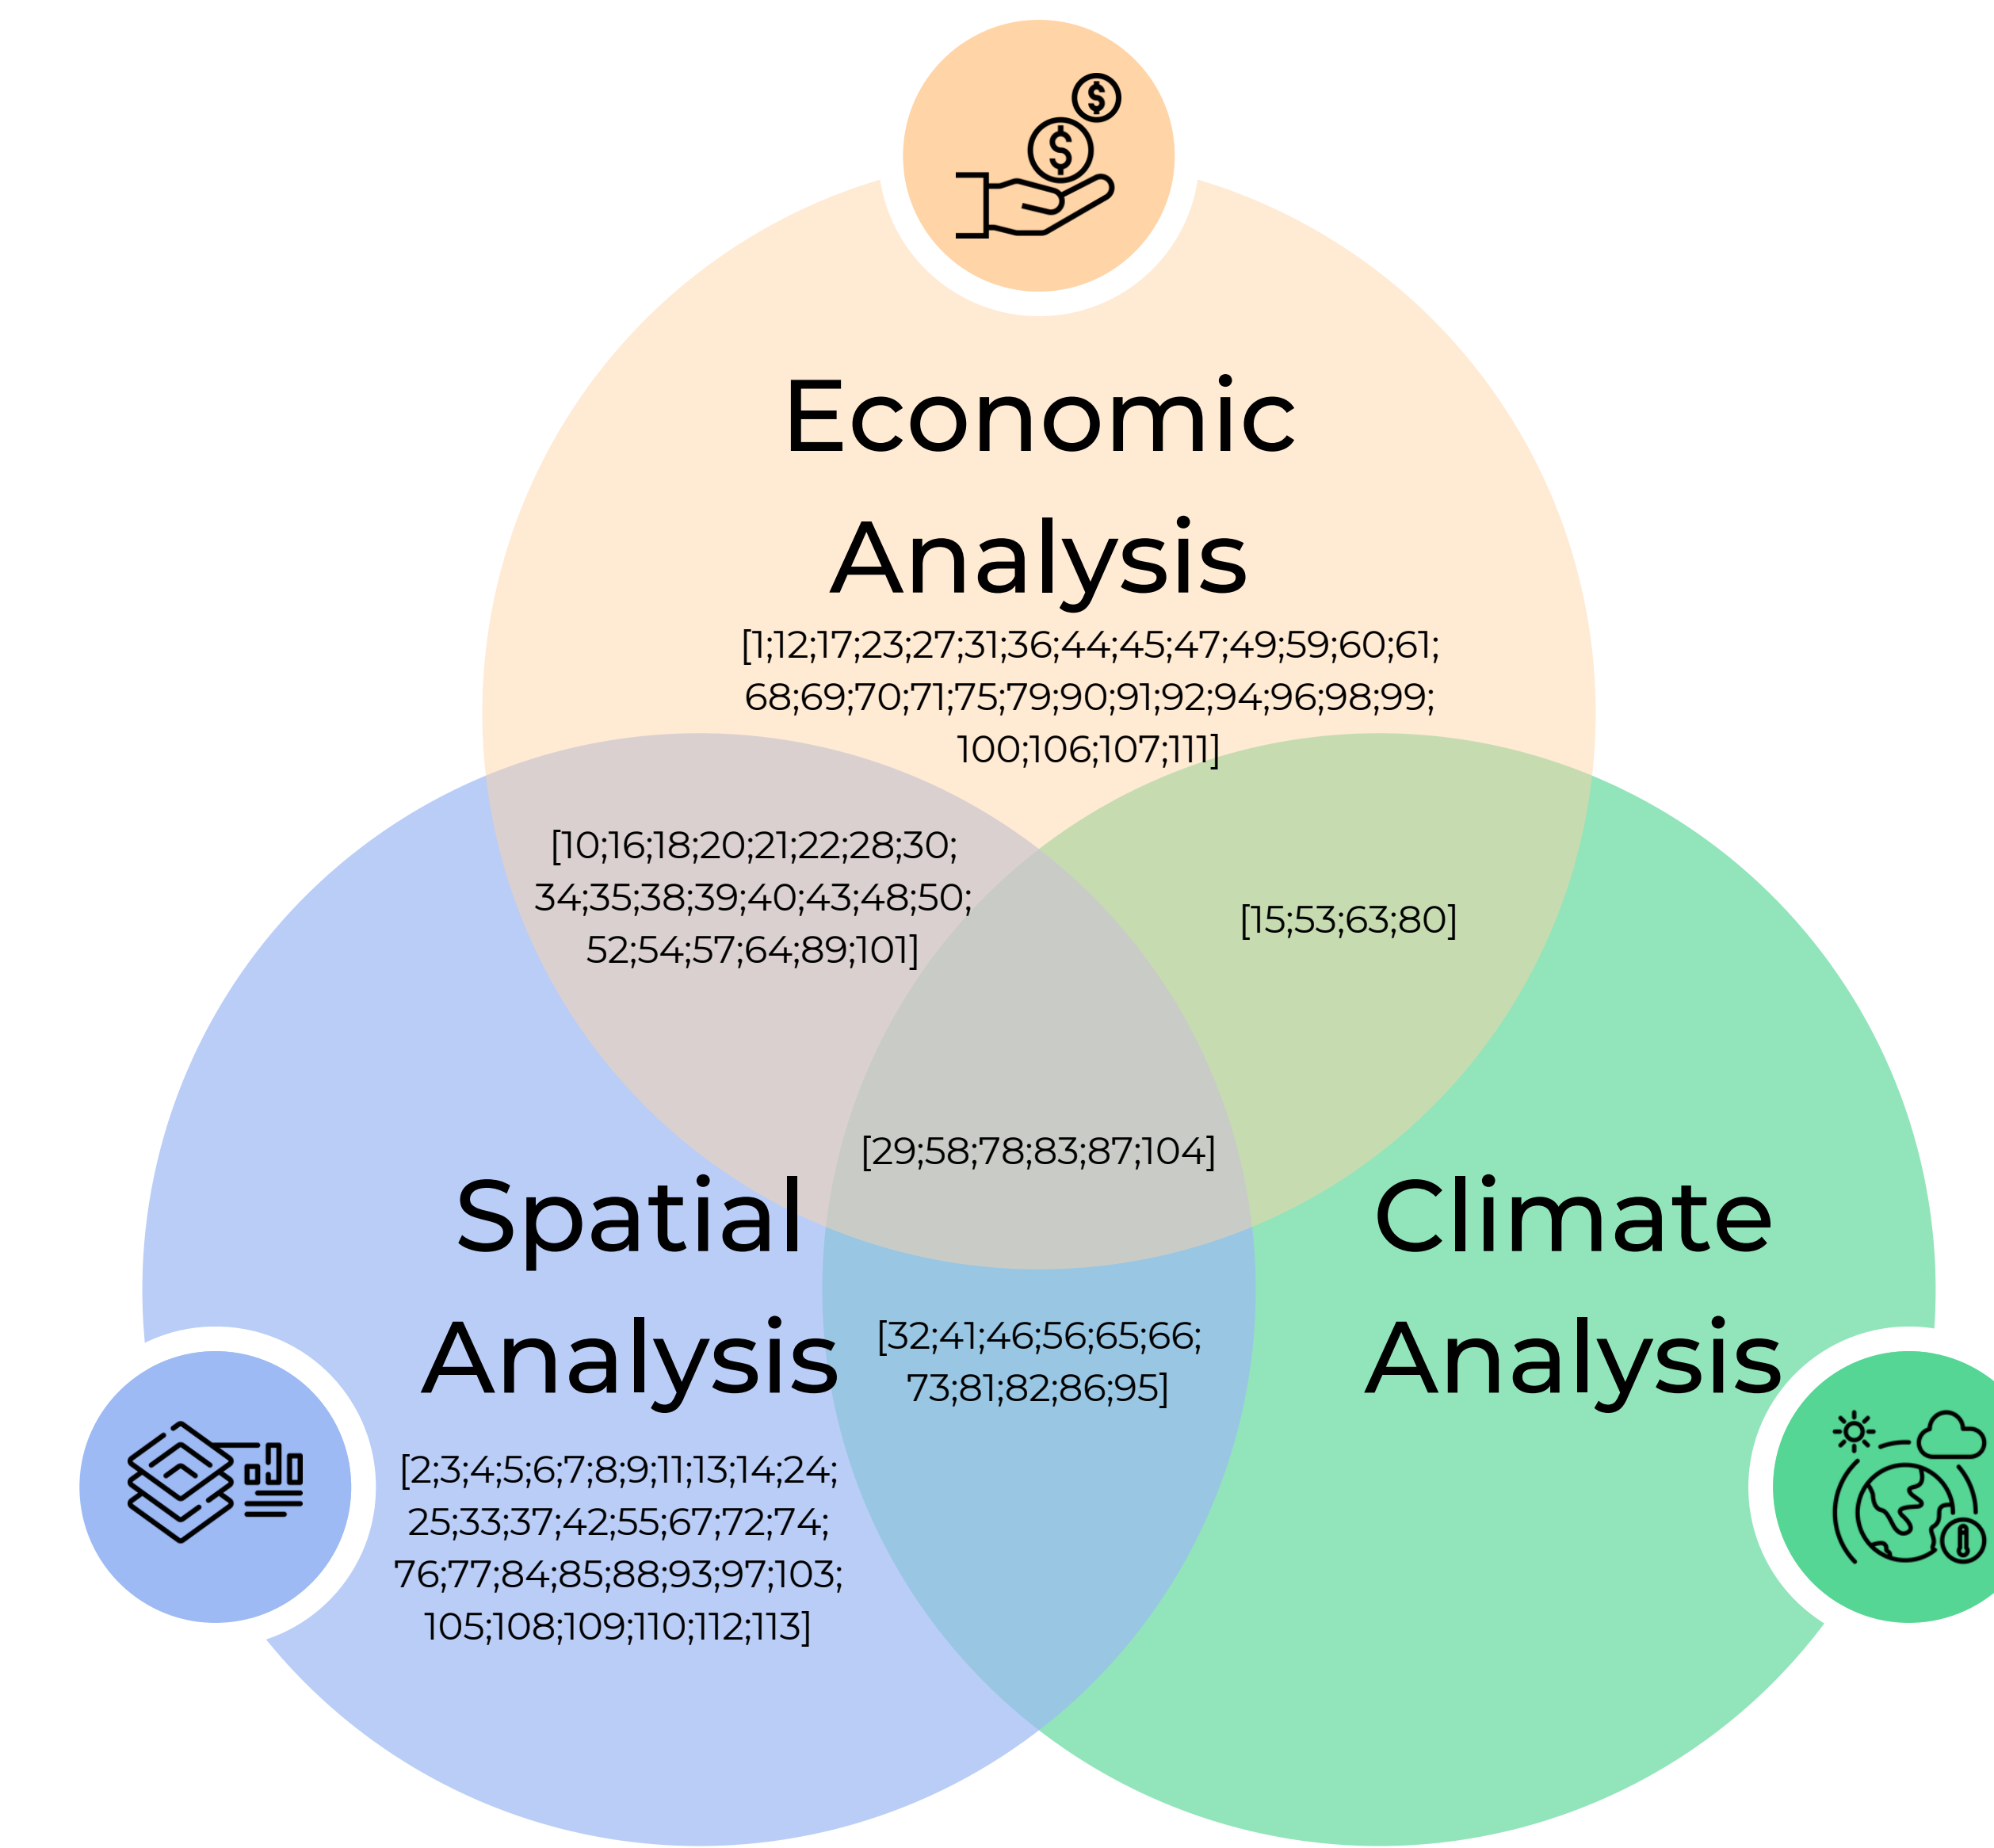 Economic
Analysis
[1;12;17;23;27;31;36;44;45;47;49;59;60;61;
68;69;70;71;75;79;90;91;92;94;96;98;99;
100;106;107;111]
[10;16;18;20;21;22;28;30;
34;35;38;39;40;43;48;50;
52;54;57;64;89;101]
[15;53;63;80]
[29;58;78;83;87;104]
Spatial
Analysis
[2;3;4;5;6;7;8;9;11;13;14;24;
25;33;37;42;55;67;72;74;
76;77;84;85;88;93;97;103;
105;108;109;110;112;113]
[32;41;46;56;65;66;
73;81;82;86;95]
Climate
Analysis